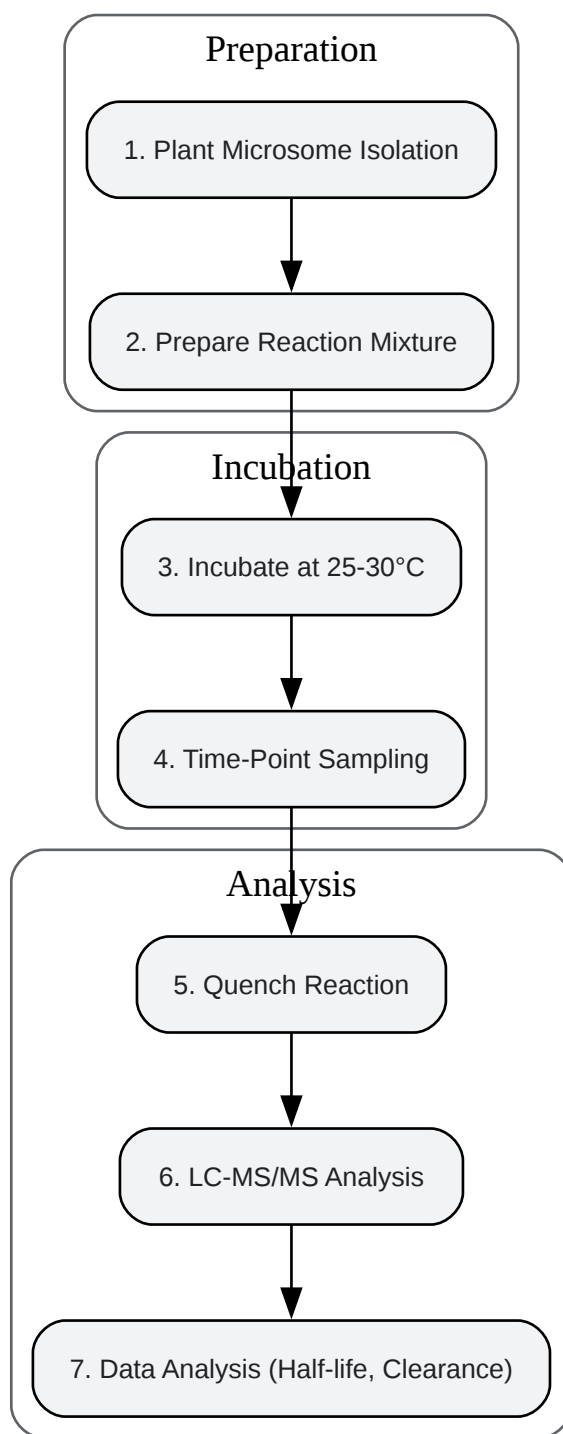 Preparation
1. Plant Microsome Isolation
2. Prepare Reaction Mixture
Incubation
3. Incubate at 25-30°C
4. Time-Point Sampling
Analysis
5. Quench Reaction
6. LC-MS/MS Analysis
7. Data Analysis (Half-life, Clearance)